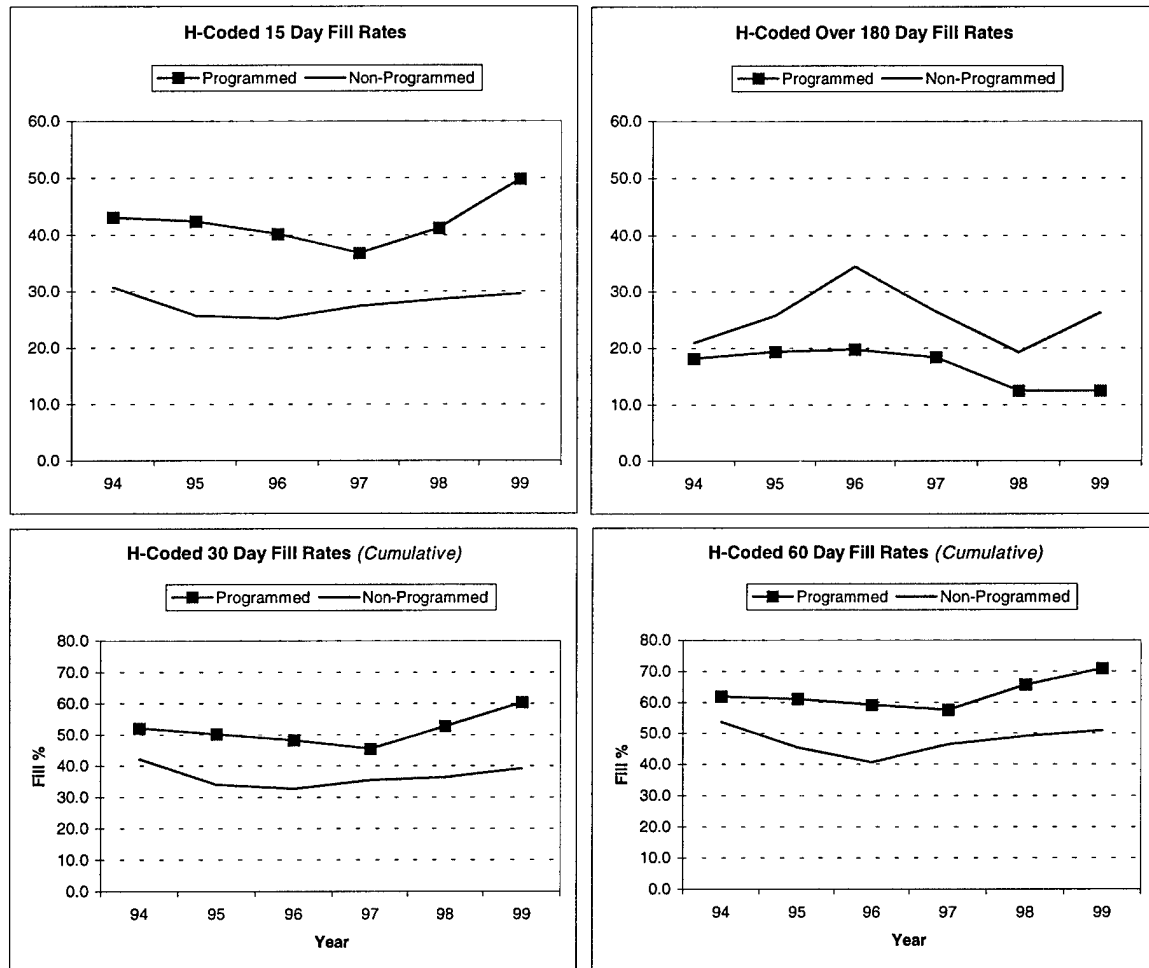 H-Coded 15 Day Fill Rates
Programmed Non-Programmed
60.0
50.0
40.0
30.0
20.0
10.0
0.0
94 95 96 97 98 99
H-Coded Over 180 Day Fill Rates
Programmed Non-Programmed
60.0
50.0
40.0
30.0
20.0
10.0
0.0
94 95 96 97 98 99
H-Coded 30 Day Fill Rates (Cumulative)
Programmed Non-Programmed
Fill %
80.0
70.0
60.0
50.0
40.0
30.0
20.0
10.0
0.0
94 95 96 97 98 99
Year
H-Coded 60 Day Fill Rates (Cumulative)
Programmed Non-Programmed
Fill %
80.0
70.0
60.0
50.0
40.0
30.0
20.0
10.0
0.0
94 95 96 97 98 99
Year